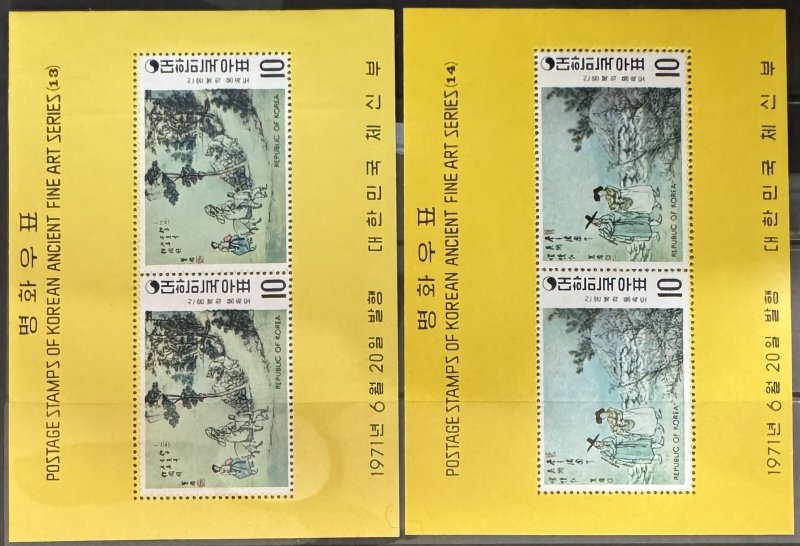 명화우표
POSTAGE STAMPS OF KOREAN ANCIENT FINE ART SERIES (13)
대한민국우표 10
REPUBLIC OF KOREA
대한민국우표 10
REPUBLIC OF KOREA
1971년 6월 20일 발행 대한민국 체신부
명화우표
POSTAGE STAMPS OF KOREAN ANCIENT FINE ART SERIES (14)
대한민국우표 10
REPUBLIC OF KOREA
대한민국우표 10
REPUBLIC OF KOREA
1971년 6월 20일 발행 대한민국 체신부